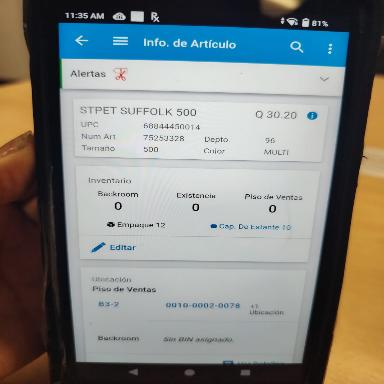 11:35 AM 81%
Info. de Artículo
Alertas
STPET SUFFOLK 500 Q 30.20
UPC 68844450014
Num Art 75253328 Depto. 96
Tamaño 500 Color MULTI
Inventario
Backroom Existencia Piso de Ventas
0 0 0
Empaque 12 Cap. De Estante 10
Editar
Ubicación
Piso de Ventas
B3-2 0010-0002-0078 +1 Ubicación
Backroom Sin BIN asignado.